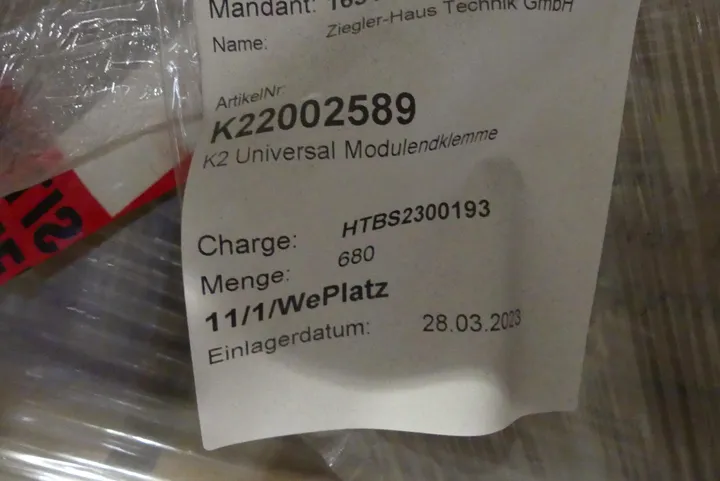 Mandant:
Name: Ziegler-Haus Technik GmbH
ArtikelNr:
K22002589
K2 Universal Modulendklemme
Charge: HTBS2300193
Menge: 680
11/1/WePlatz
Einlagerdatum: 28.03.2023